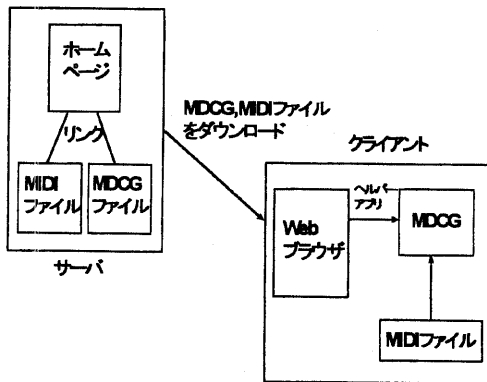 ホーム
ページ
リンク
MIDI
ファイル
MDCG
ファイル
サーバ
MDCG,MIDIファイル
をダウンロード
クライアント
Web
ブラウザ
ヘルパー
アプリ
MDCG
MIDIファイル